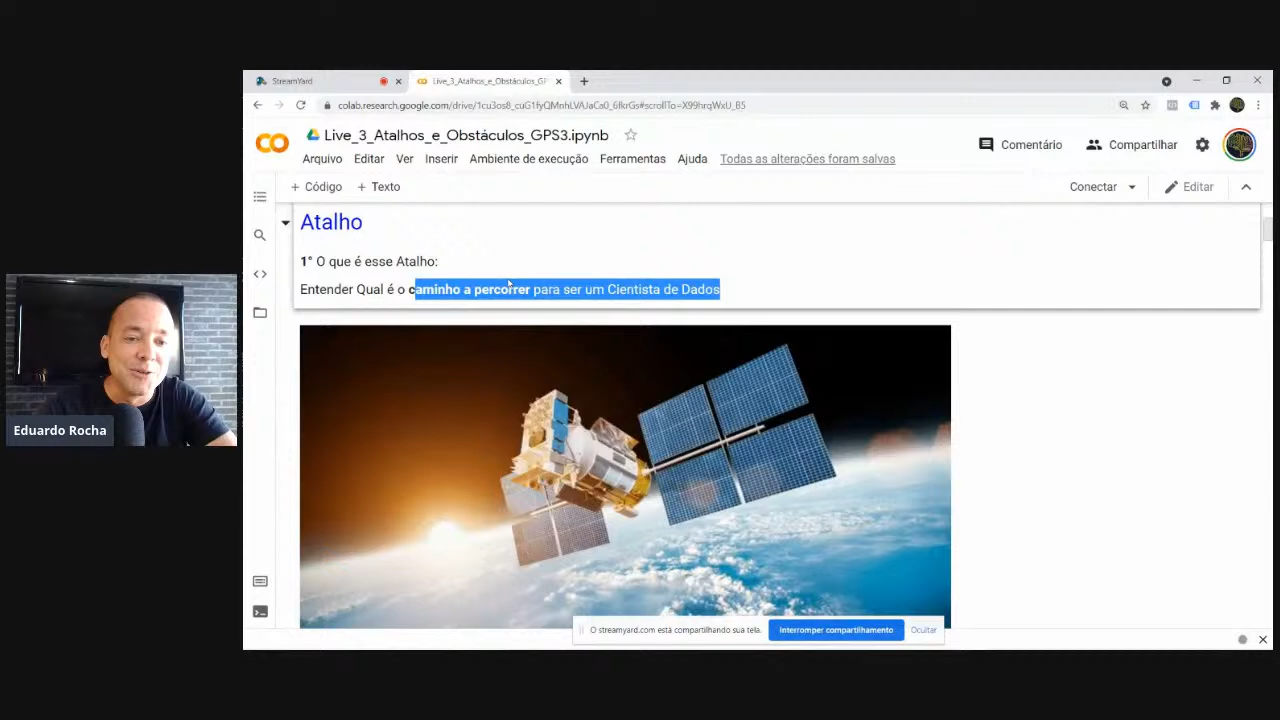 StreamYard
Live_3_Atalhos_e_Obstáculos_GP
colab.research.google.com/drive/1cu3os8_cuG1fyQMnhLVAJaCa0_6fkrGs#scrollTo=X99hrqWxU_B5
Live_3_Atalhos_e_Obstáculos_GPS3.ipynb
Comentário
Compartilhar
Arquivo Editar Ver Inserir Ambiente de execução Ferramentas Ajuda Todas as alterações foram salvas
+ Código + Texto
Conectar
Editar
Atalho
1° O que é esse Atalho:
Entender Qual é o caminho a percorrer para ser um Cientista de Dados
Eduardo Rocha
O streamyard.com está compartilhando sua tela.
Interromper compartilhamento
Ocultar